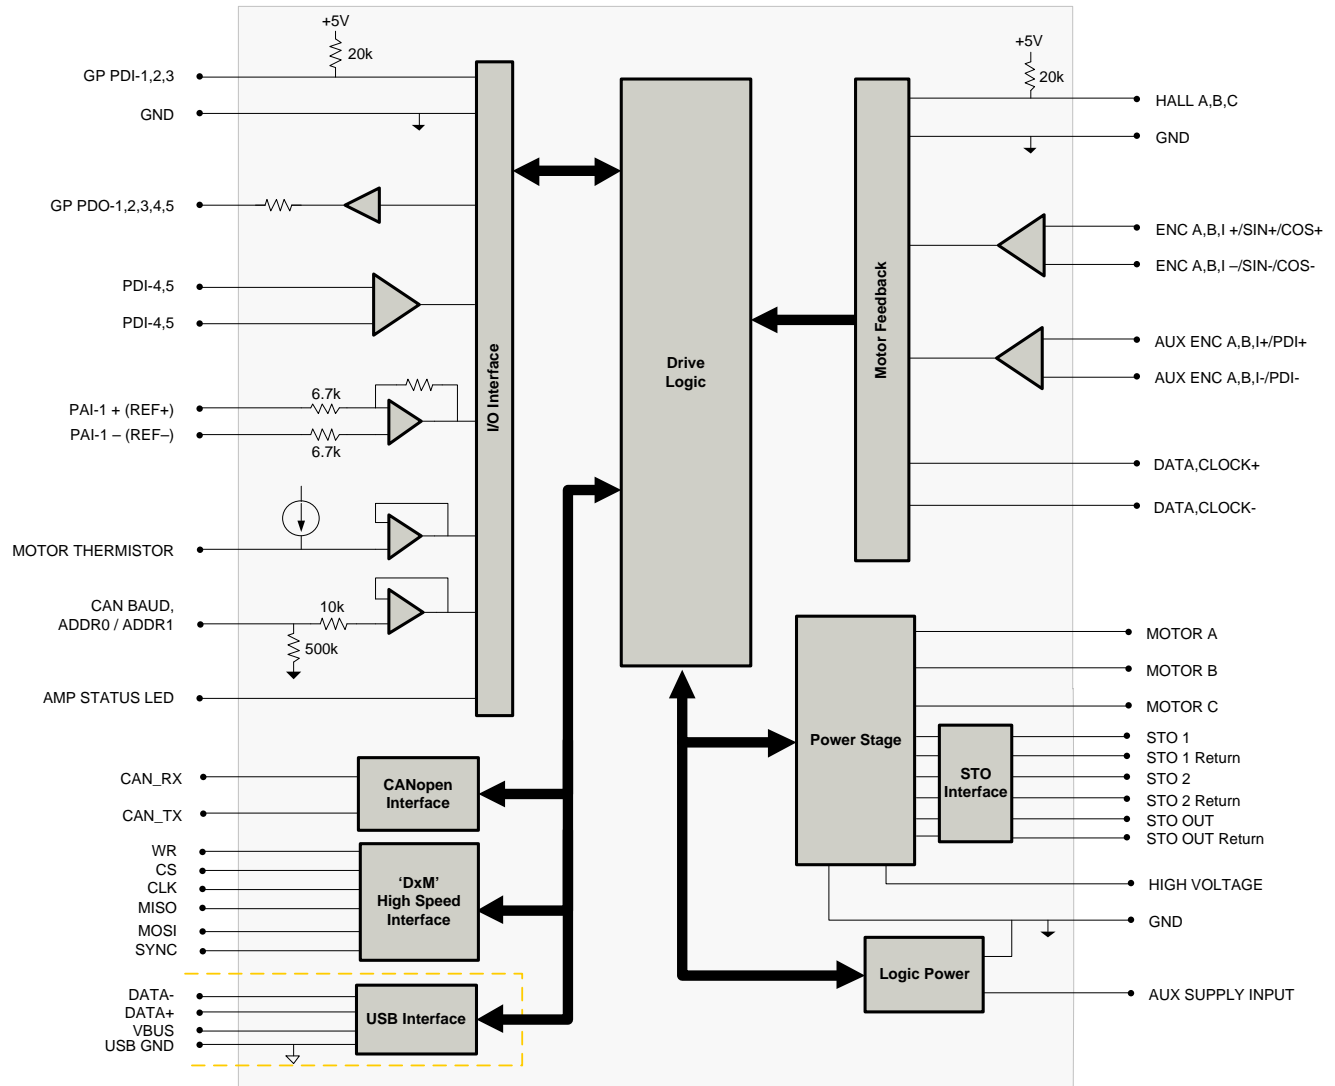 +5V
20k
GP PDI-1,2,3
GND
GP PDO-1,2,3,4,5
PDI-4,5
PDI-4,5
PAI-1 + (REF+)
6.7k
PAI-1 – (REF–)
6.7k
MOTOR THERMISTOR
CAN BAUD,
ADDR0 / ADDR1
10k
500k
AMP STATUS LED
I/O Interface
CAN_RX
CAN_TX
CANopen
Interface
WR
CS
CLK
MISO
MOSI
SYNC
‘DxM’
High Speed
Interface
DATA-
DATA+
VBUS
USB GND
USB Interface
Drive
Logic
Motor Feedback
+5V
20k
HALL A,B,C
GND
ENC A,B,I +/SIN+/COS+
ENC A,B,I –/SIN-/COS-
AUX ENC A,B,I+/PDI+
AUX ENC A,B,I-/PDI-
DATA,CLOCK+
DATA,CLOCK-
Power Stage
MOTOR A
MOTOR B
MOTOR C
STO
Interface
STO 1
STO 1 Return
STO 2
STO 2 Return
STO OUT
STO OUT Return
HIGH VOLTAGE
GND
Logic Power
AUX SUPPLY INPUT